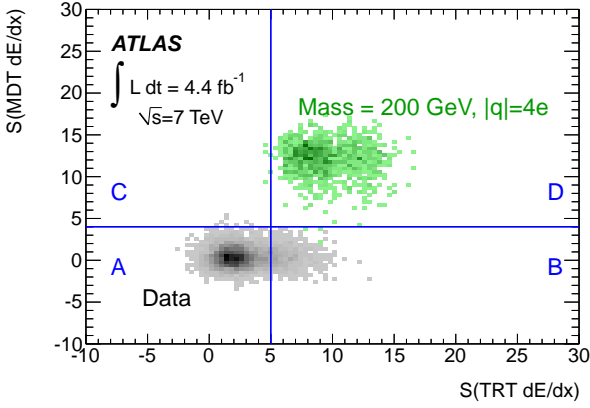 30
25
20
15
10
5
0
-5
-10
S(MDT dE/dx)
ATLAS
∫ L dt = 4.4 fb⁻¹
√s=7 TeV
Mass = 200 GeV, |q|=4e
C
D
A
B
Data
-10 -5 0 5 10 15 20 25 30
S(TRT dE/dx)